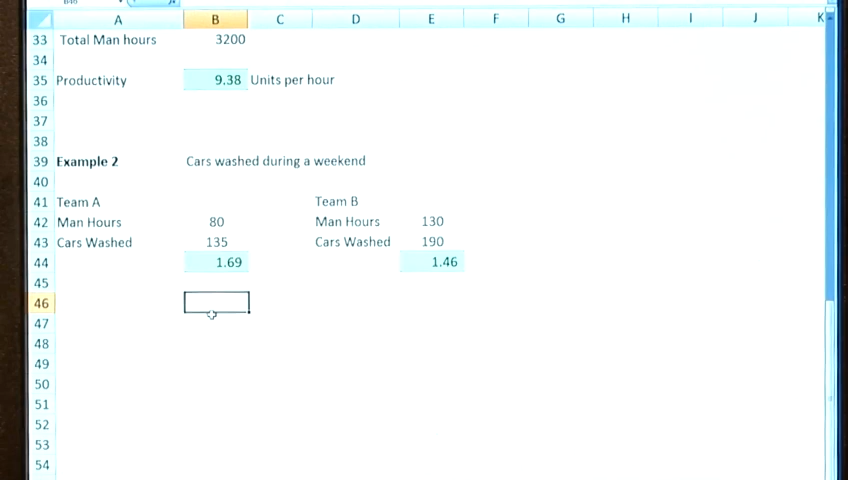 A B C D E F G H I J K
33 Total Man hours 3200
34
35 Productivity 9.38 Units per hour
36
37
38
39 Example 2 Cars washed during a weekend
40
41 Team A Team B
42 Man Hours 80 Man Hours 130
43 Cars Washed 135 Cars Washed 190
44 1.69 1.46
45
46
47
48
49
50
51
52
53
54